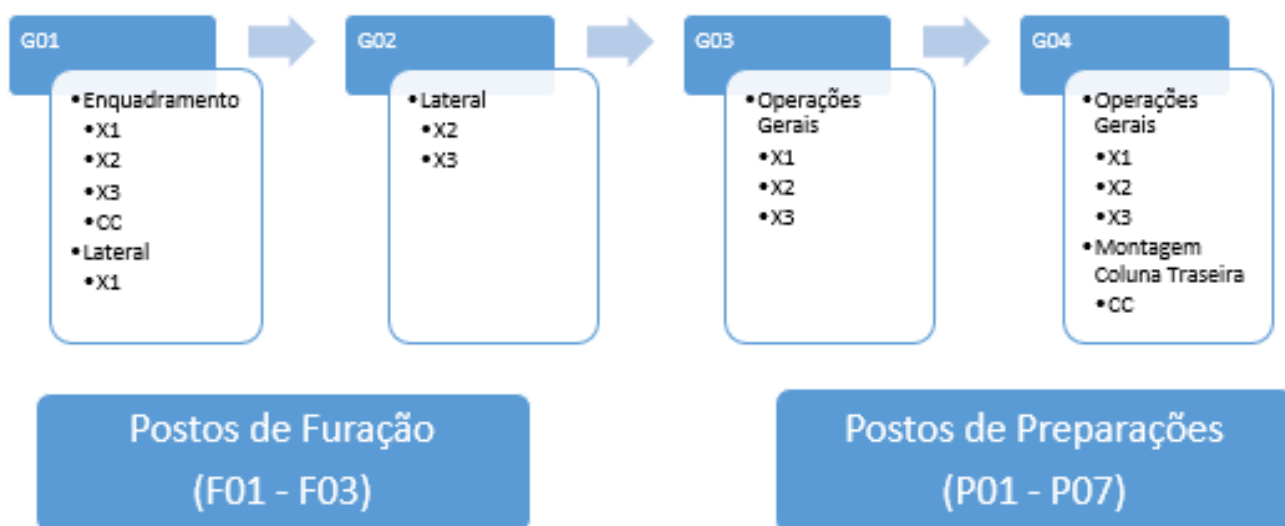 G01
•Enquadramento
•X1
•X2
•X3
•CC
•Lateral
•X1
G02
•Lateral
•X2
•X3
G03
•Operações
Gerais
•X1
•X2
•X3
G04
•Operações
Gerais
•X1
•X2
•X3
•Montagem
Coluna Traseira
•CC
Postos de Furação
(F01 - F03)
Postos de Preparações
(P01 - P07)